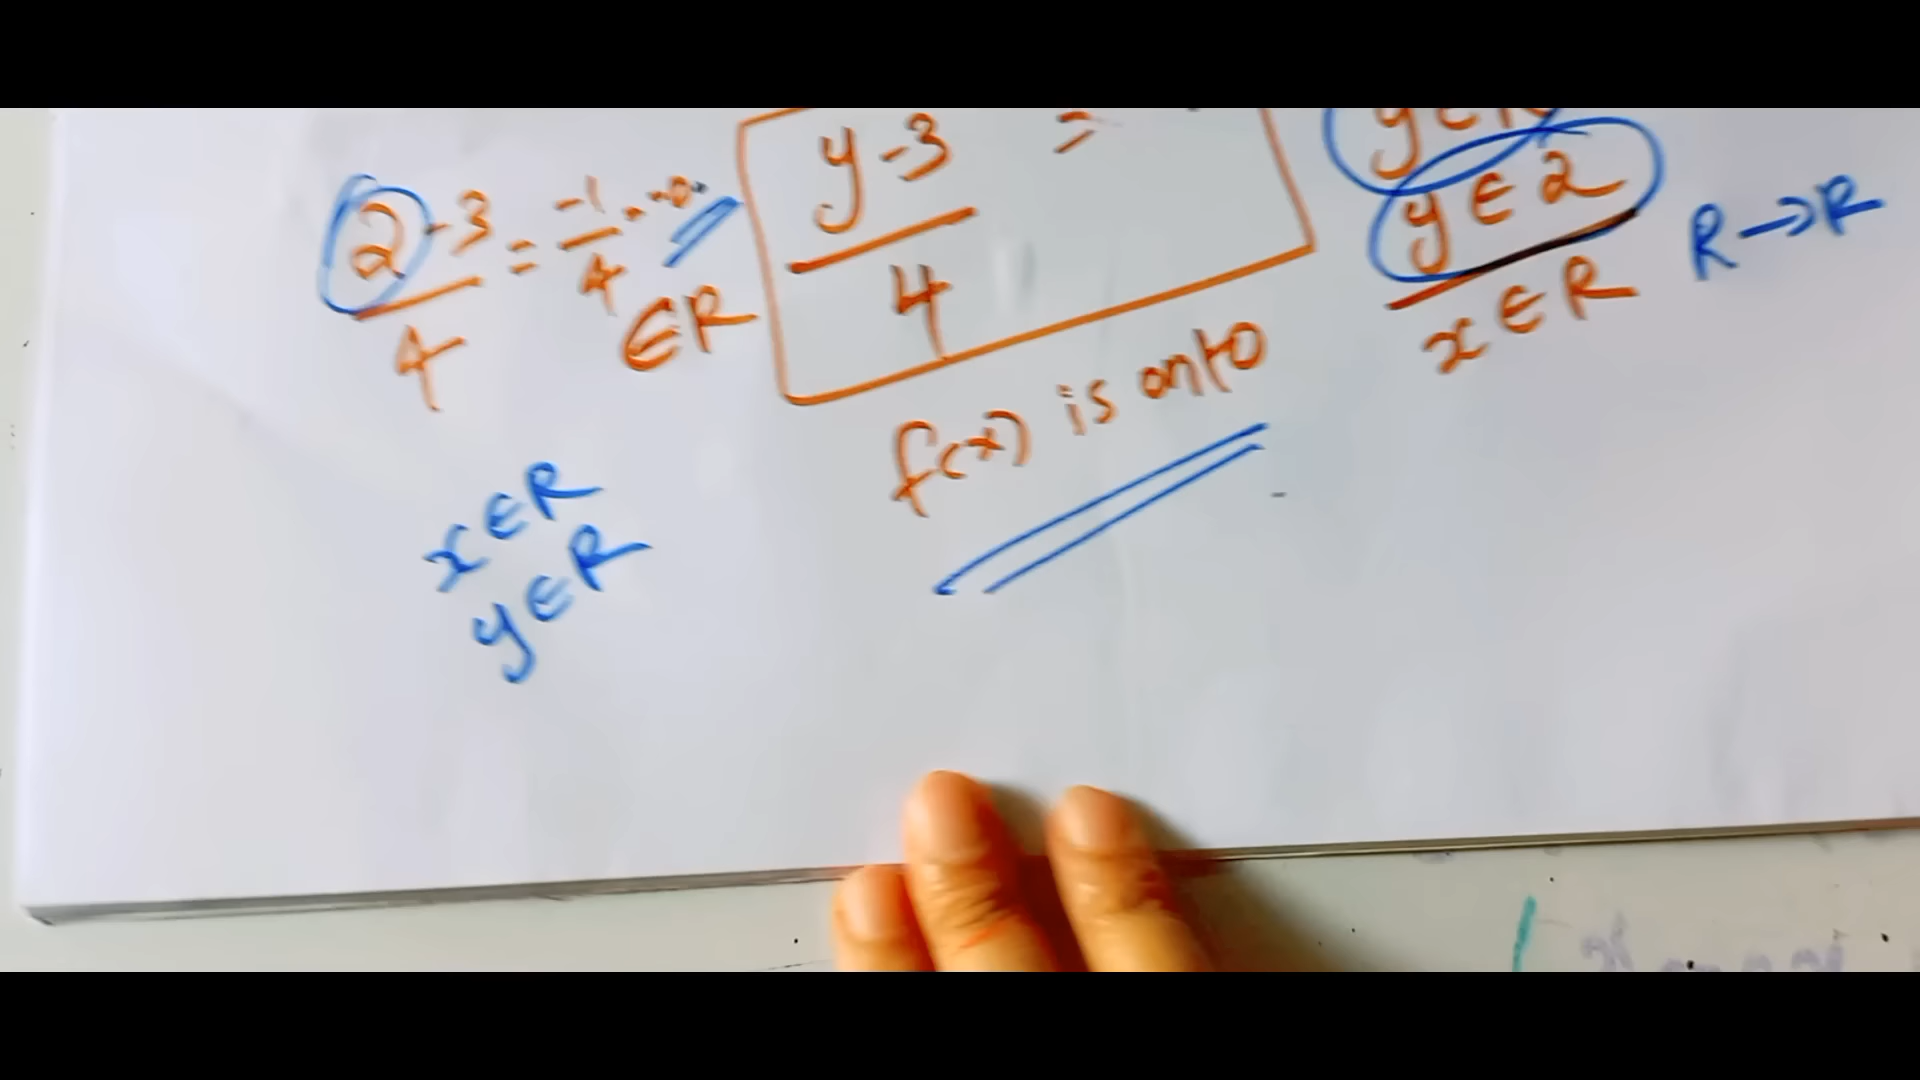 y-3/4 =
2-3/4 = -1/4
∈R
y∈2
x∈R
R→R
f(x) is onto
x∈R
y∈R